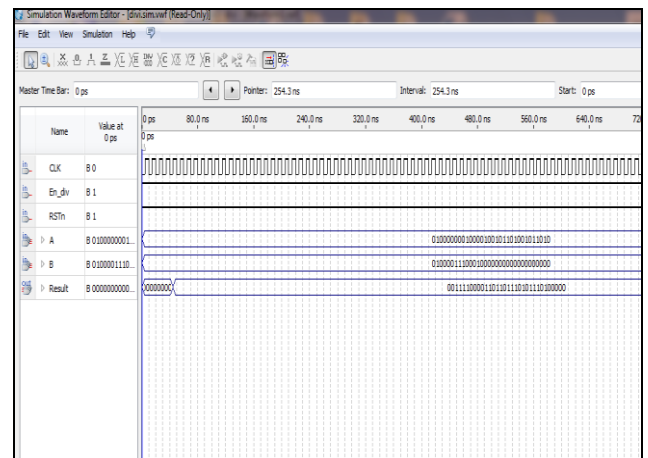 Simulation Waveform Editor - [divi.sim.vwf (Read-Only)]
File Edit View Simulation Help
Master Time Bar: 0 ps Pointer: 254.3 ns Interval: 254.3 ns Start: 0 ps
Name Value at 0 ps
0 ps 80.0 ns 160.0 ns 240.0 ns 320.0 ns 400.0 ns 480.0 ns 560.0 ns 640.0 ns 72
0 ps
CLK B 0
En_div B 1
RSTn B 1
A B 0100000001... 01000000010000100101101001011010
B B 0100001110... 01000011100010000000000000000000
Result B 0000000000... 00111100001101101110101110100000